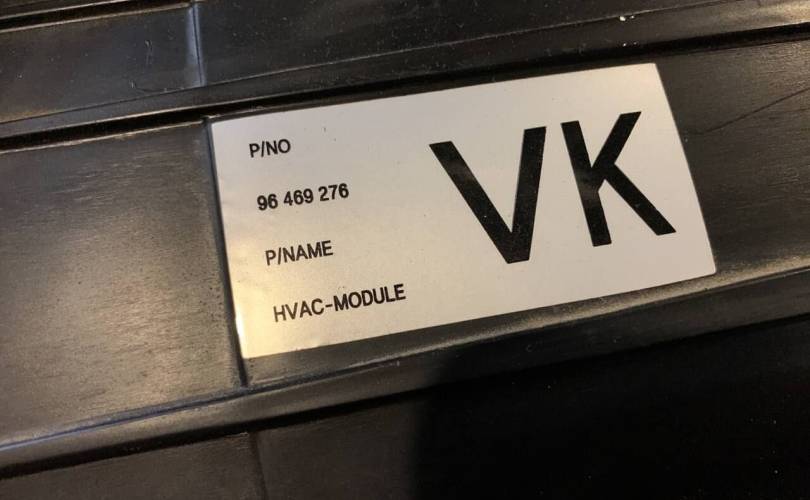 P/NO
96 469 276
P/NAME
HVAC-MODULE
VK